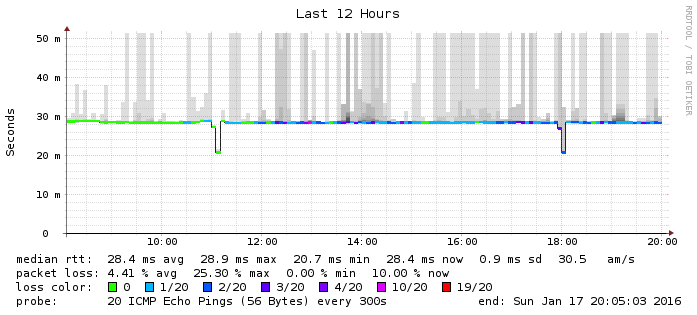 Last 12 Hours
RRDTOOL / TOBI OETIKER
Seconds
50 m
40 m
30 m
20 m
10 m
0
10:00 12:00 14:00 16:00 18:00 20:00
median rtt: 28.4 ms avg 28.9 ms max 20.7 ms min 28.4 ms now 0.9 ms sd 30.5 am/s
packet loss: 4.41 % avg 25.30 % max 0.00 % min 10.00 % now
loss color: 0 1/20 2/20 3/20 4/20 10/20 19/20
probe: 20 ICMP Echo Pings (56 Bytes) every 300s end: Sun Jan 17 20:05:03 2016